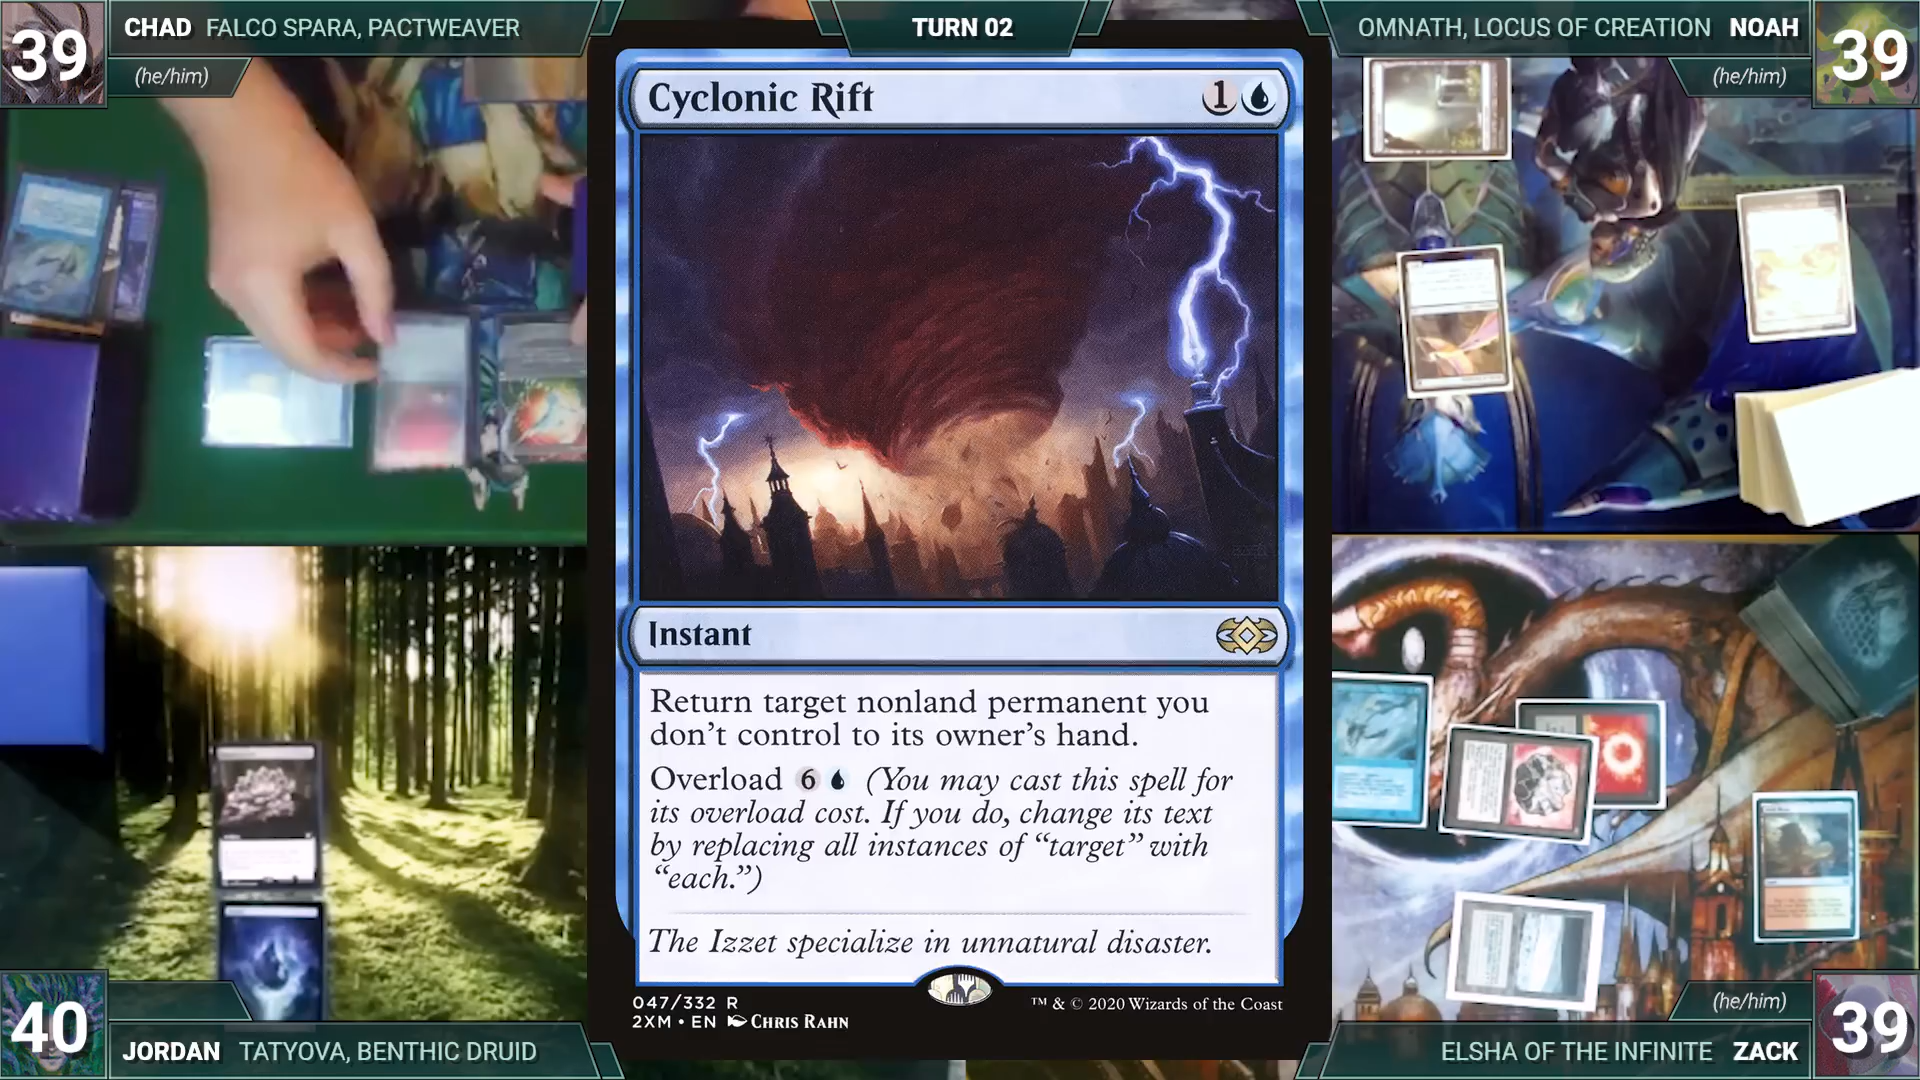 39
CHAD FALCO SPARA, PACTWEAVER
(he/him)
TURN 02
OMNATH, LOCUS OF CREATION NOAH
39
(he/him)
Cyclonic Rift 1
Instant
Return target nonland permanent you
don't control to its owner's hand.
Overload 6 (You may cast this spell for
its overload cost. If you do, change its text
by replacing all instances of "target" with
"each.")
The Izzet specialize in unnatural disaster.
047/332 R
2XM • EN Chris Rahn
™ & © 2020 Wizards of the Coast
40
JORDAN TATYOVA, BENTHIC DRUID
(he/him)
ELSHA OF THE INFINITE ZACK
39